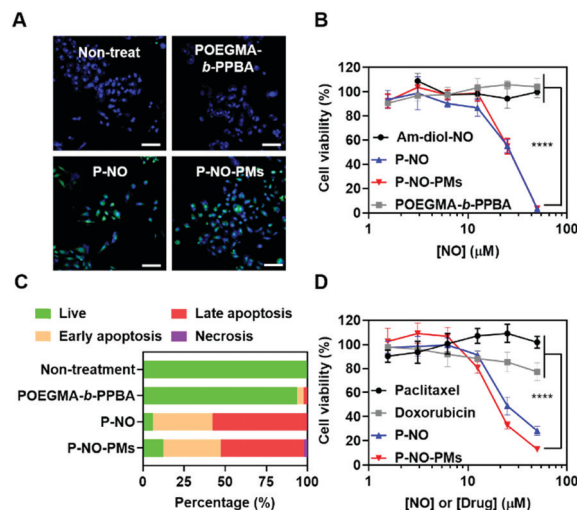 A
Non-treat
POEGMA-
b-PPBA
P-NO
P-NO-PMs
B
Cell viability (%)
120
100
80
60
40
20
0
Am-diol-NO
P-NO
P-NO-PMs
POEGMA-b-PPBA
****
1
10
100
[NO] (μM)
C
Live
Late apoptosis
Early apoptosis
Necrosis
Non-treatment
POEGMA-b-PPBA
P-NO
P-NO-PMs
0
25
50
75
100
Percentage (%)
D
Cell viability (%)
120
100
80
60
40
20
0
Paclitaxel
Doxorubicin
P-NO
P-NO-PMs
****
1
10
100
[NO] or [Drug] (μM)